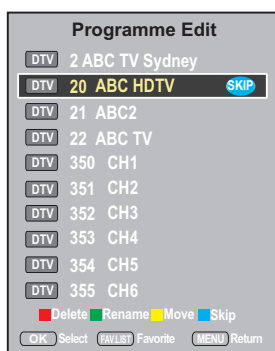 Programme Edit
DTV 2 ABC TV Sydney
DTV 20 ABC HDTV SKIP
DTV 21 ABC2
DTV 22 ABC TV
DTV 350 CH1
DTV 351 CH2
DTV 352 CH3
DTV 353 CH4
DTV 354 CH5
DTV 355 CH6
Delete Rename Move Skip
OK Select FAV.LIST Favorite MENU Return